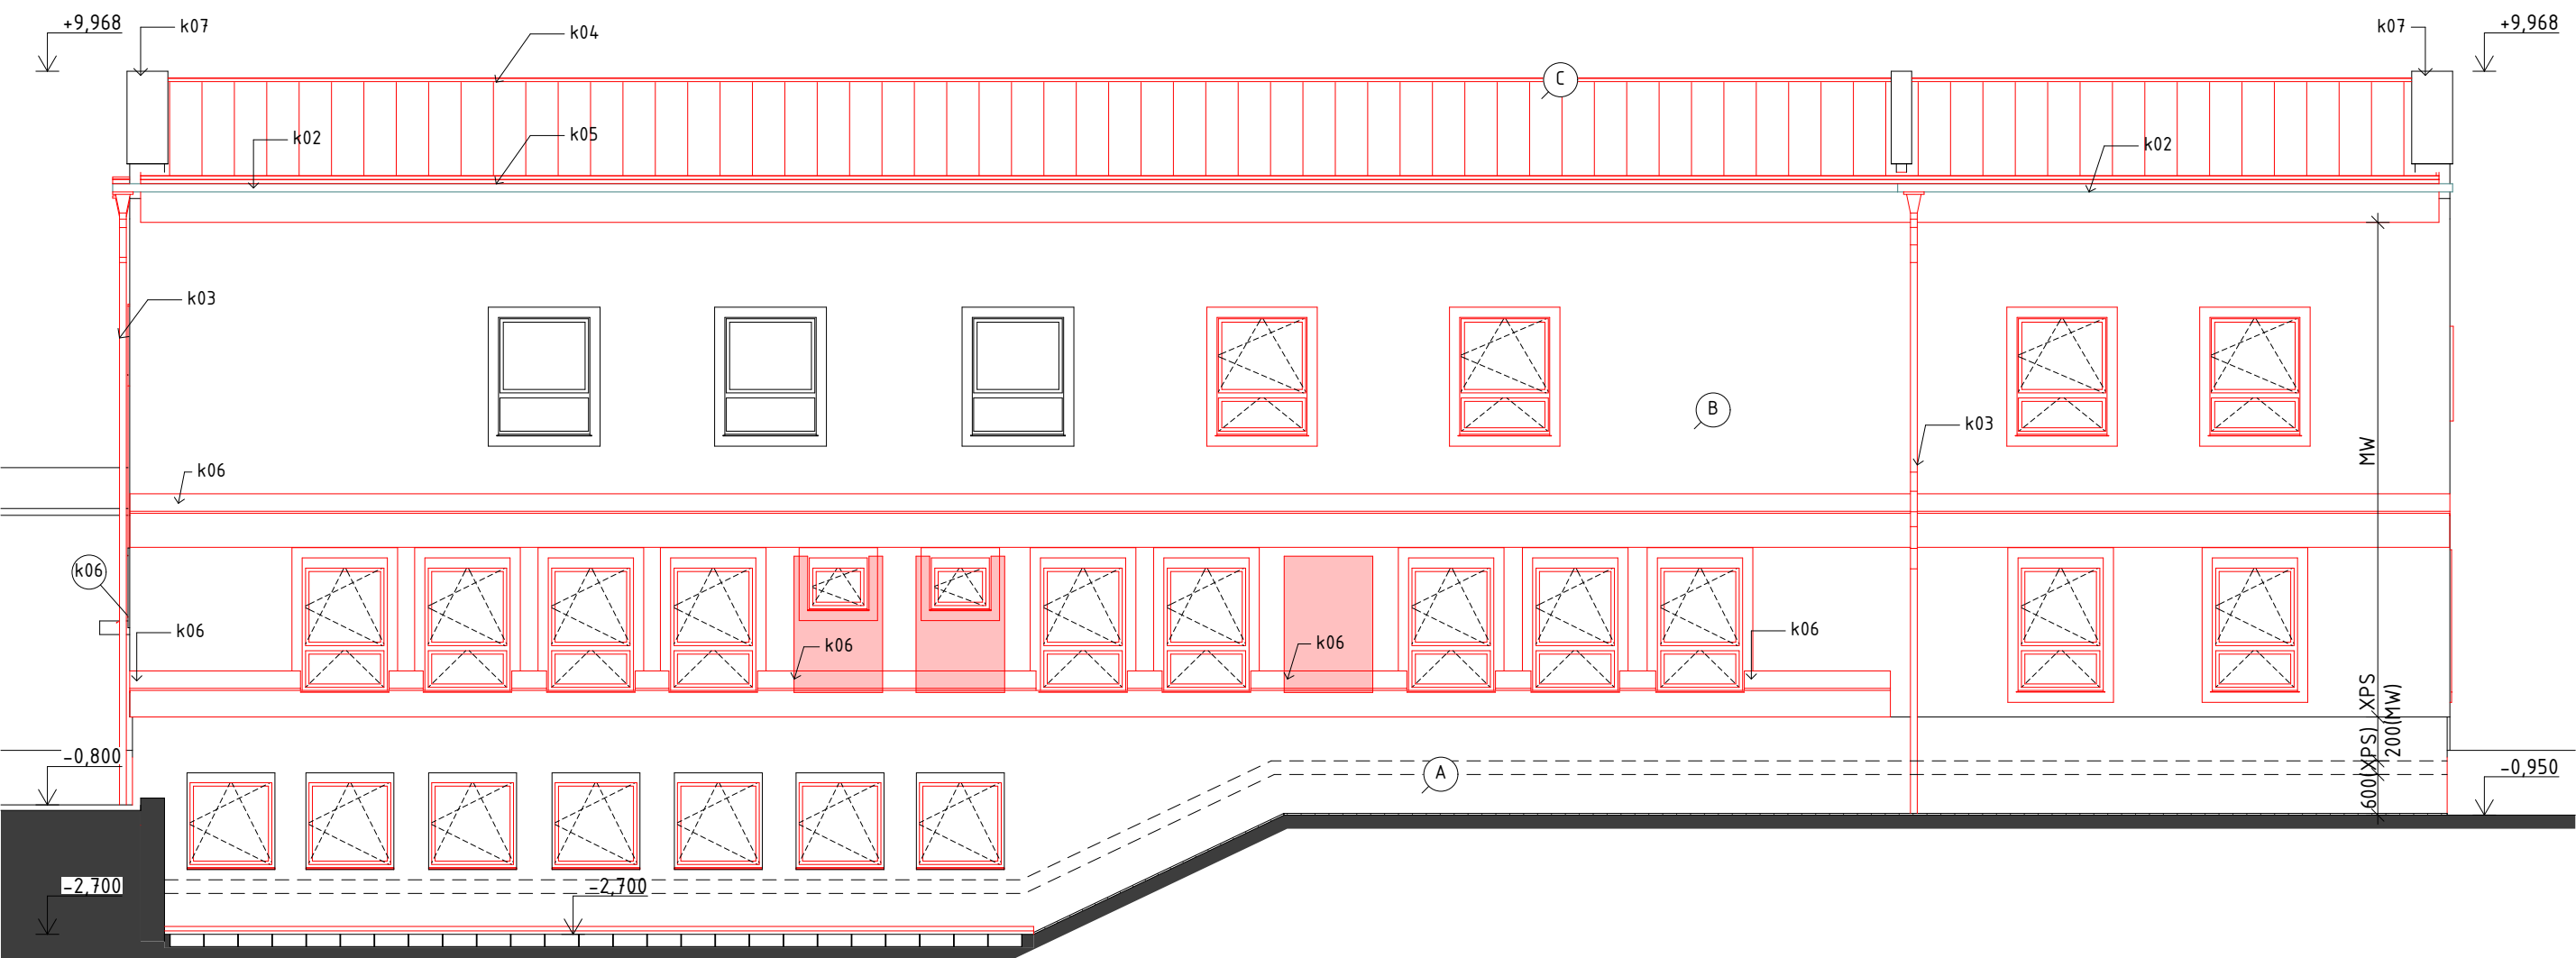 +9,968
k07
k04
k07
+9,968
C
k02
k05
k02
k03
B
k03
MW
k06
k06
k06
k06
k06
k06
XPS
200(MW)
600(XPS)
-0,800
A
-0,950
-2,700
-2,700